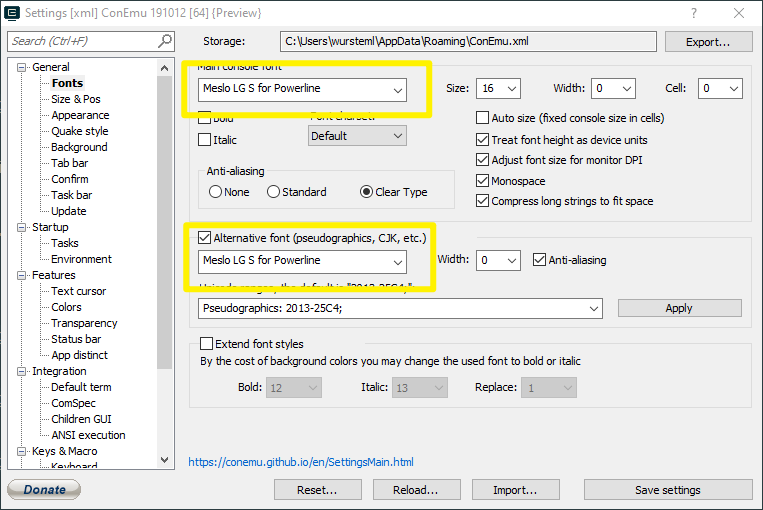 Settings [xml] ConEmu 191012 [64] {Preview}
Search (Ctrl+F)
Storage: C:\Users\wursteml\AppData\Roaming\ConEmu.xml Export...
General
Fonts
Size & Pos
Appearance
Quake style
Background
Tab bar
Confirm
Task bar
Update
Startup
Tasks
Environment
Features
Text cursor
Colors
Transparency
Status bar
App distinct
Integration
Default term
ComSpec
Children GUI
ANSI execution
Keys & Macro
Keyboard
Main console font
Meslo LG S for Powerline Size: 16 Width: 0 Cell: 0
Bold Font charset: Auto size (fixed console size in cells)
Italic Default Treat font height as device units
Adjust font size for monitor DPI
Anti-aliasing Monospace
None Standard Clear Type Compress long strings to fit space
Alternative font (pseudographics, CJK, etc.)
Meslo LG S for Powerline Width: 0 Anti-aliasing
Unicode ranges, the default is "2013-25C4;"
Pseudographics: 2013-25C4; Apply
Extend font styles
By the cost of background colors you may change the used font to bold or italic
Bold: 12 Italic: 13 Replace: 1
https://conemu.github.io/en/SettingsMain.html
Donate Reset... Reload... Import... Save settings